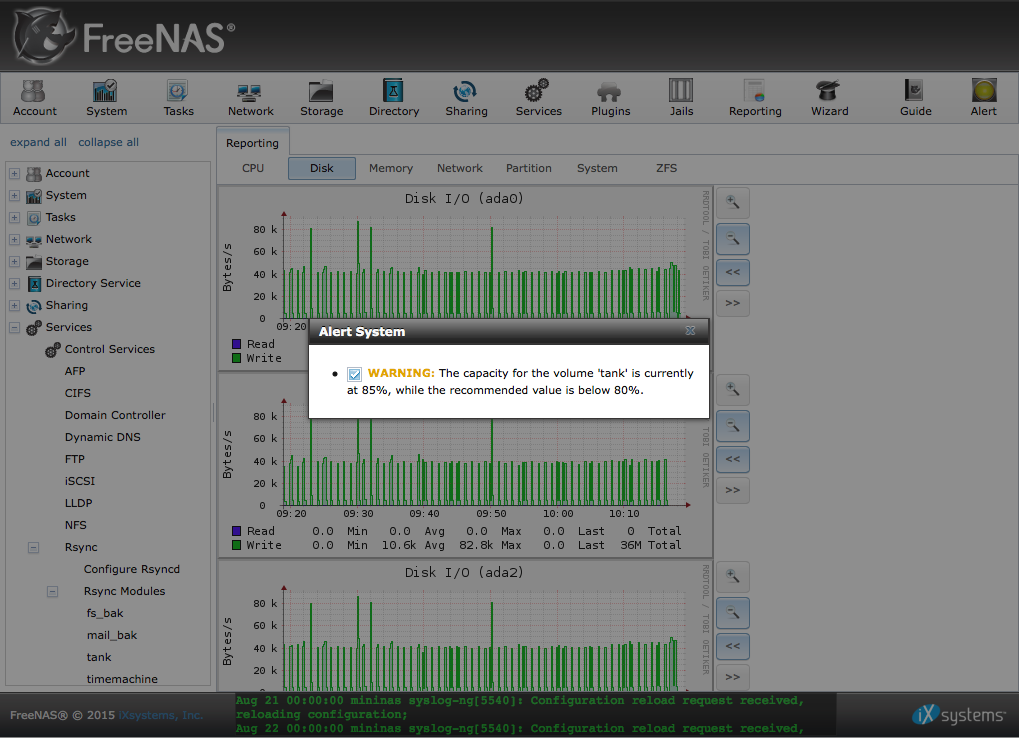 FreeNAS®
Account System Tasks Network Storage Directory Sharing Services Plugins Jails Reporting Wizard Guide Alert
expand all collapse all
Reporting
CPU Disk Memory Network Partition System ZFS
Account
System
Tasks
Network
Storage
Directory Service
Sharing
Services
Control Services
AFP
CIFS
Domain Controller
Dynamic DNS
FTP
iSCSI
LLDP
NFS
Rsync
Configure Rsyncd
Rsync Modules
fs_bak
mail_bak
tank
timemachine
Disk I/O (ada0)
RRDTOOL / TOBI OETIKER
Bytes/s
80 k
60 k
40 k
20 k
0
09:20
Read
Write
<<
>>
Alert System
WARNING: The capacity for the volume 'tank' is currently
at 85%, while the recommended value is below 80%.
TOBI OETIKER
Bytes/s
80 k
60 k
40 k
20 k
0
09:20 09:30 09:40 09:50 10:00 10:10
Read 0.0 Min 0.0 Avg 0.0 Max 0.0 Last 0 Total
Write 0.0 Min 10.6k Avg 82.8k Max 0.0 Last 36M Total
<<
>>
Disk I/O (ada2)
RRDTOOL / TOBI OETIKER
Bytes/s
80 k
60 k
40 k
20 k
<<
>>
FreeNAS® © 2015 iXsystems, Inc.
Aug 21 00:00:00 mininas syslog-ng[5540]: Configuration reload request received,
reloading configuration;
Aug 22 00:00:00 mininas syslog-ng[5540]: Configuration reload request received,
iXsystems